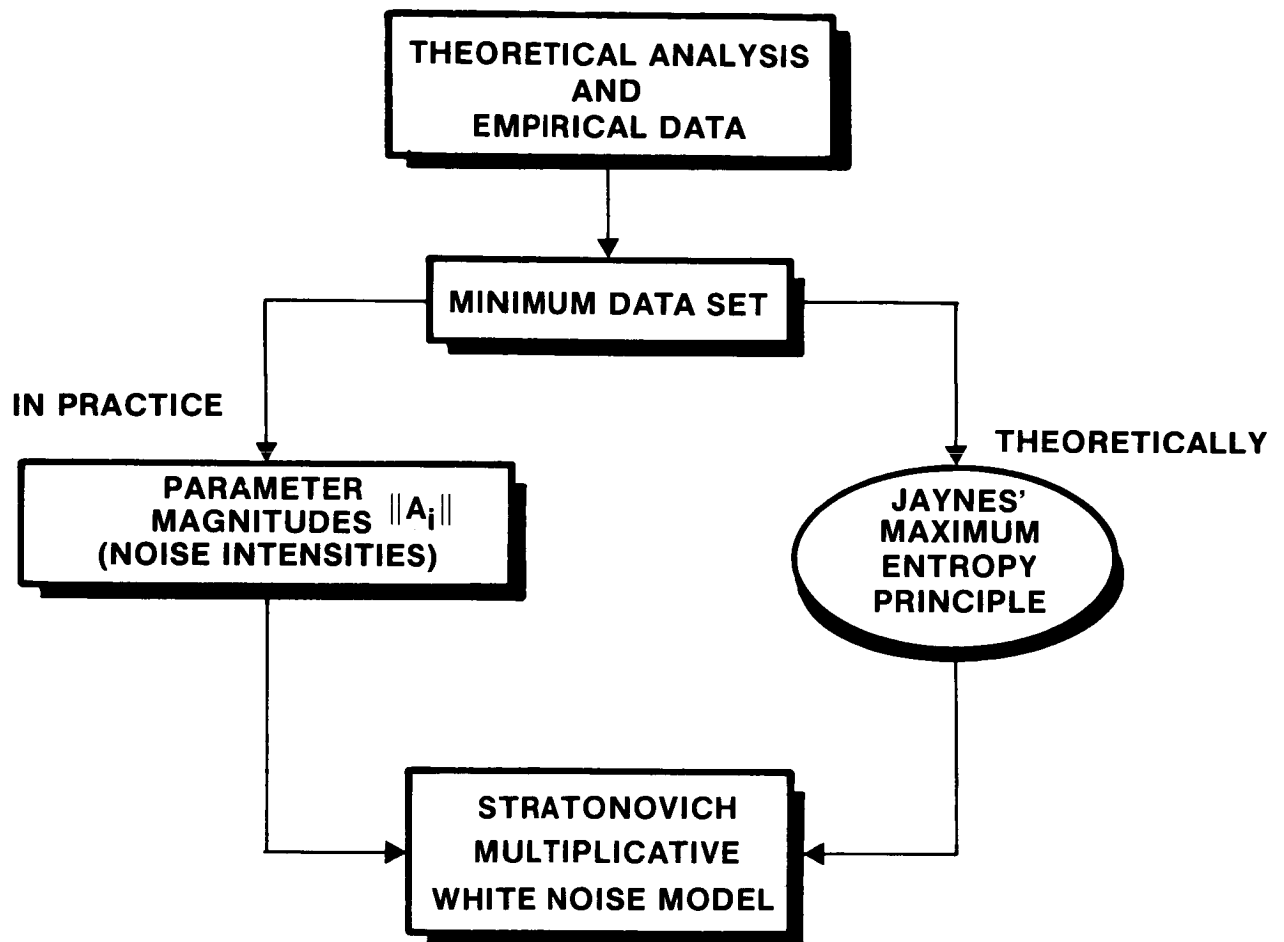 THEORETICAL ANALYSIS
AND
EMPIRICAL DATA
MINIMUM DATA SET
IN PRACTICE
THEORETICALLY
PARAMETER
MAGNITUDES ||Aᵢ||
(NOISE INTENSITIES)
JAYNES'
MAXIMUM
ENTROPY
PRINCIPLE
STRATONOVICH
MULTIPLICATIVE
WHITE NOISE MODEL